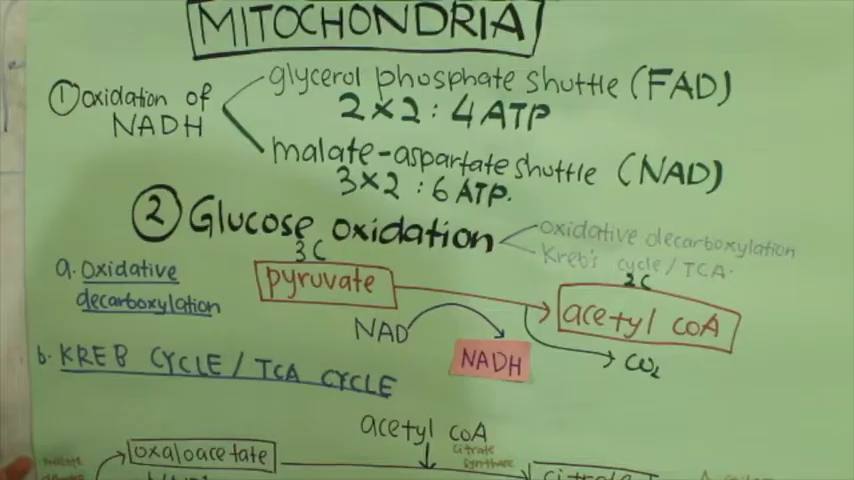 MITOCHONDRIA
① oxidation of NADH
glycerol phosphate shuttle (FAD)
2 x 2 : 4 ATP
malate-aspartate shuttle (NAD)
3 x 2 : 6 ATP.
② Glucose oxidation
oxidative decarboxylation
Kreb's cycle / TCA.
a. Oxidative decarboxylation
3C
pyruvate
2C
acetyl coA
NAD
NADH
CO2
b. KREB CYCLE / TCA CYCLE
acetyl coA
citrate synthase
oxaloacetate
citrate
malate